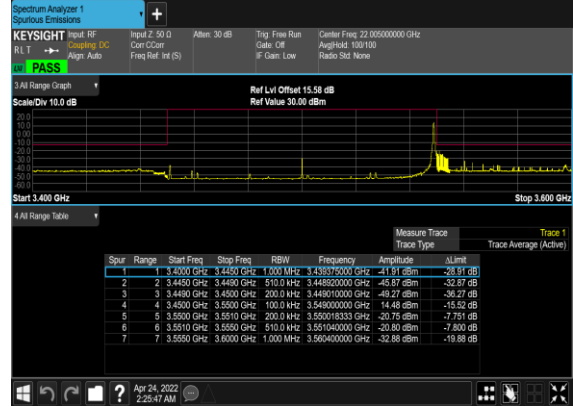 Spectrum Analyzer 1
Spurious Emissions
+
KEYSIGHT Input: RF Input Z: 50 Ω Atten: 30 dB Trig: Free Run Center Freq: 22.005000000 GHz
RLT Coupling: DC Corr CCorr Gate: Off Avg|Hold: 100/100
Align: Auto Freq Ref: Int (S) IF Gain: Low Radio Std: None
PASS
3 All Range Graph
Ref Lvl Offset 15.58 dB
Scale/Div 10.0 dB Ref Value 30.00 dBm
20.0
10.0
0.00
-10.0
-20.0
-30.0
-40.0
-50.0
-60.0
Start 3.400 GHz Stop 3.600 GHz
4 All Range Table
Measure Trace Trace 1
Trace Type Trace Average (Active)
Spur Range Start Freq Stop Freq RBW Frequency Amplitude ΔLimit
1 1 3.4000 GHz 3.4450 GHz 1.000 MHz 3.439375000 GHz -41.91 dBm -28.91 dB
2 2 3.4450 GHz 3.4490 GHz 510.0 kHz 3.448920000 GHz -45.87 dBm -32.87 dB
3 3 3.4490 GHz 3.4500 GHz 200.0 kHz 3.449010000 GHz -49.27 dBm -36.27 dB
4 4 3.4500 GHz 3.5500 GHz 100.0 kHz 3.549000000 GHz 14.48 dBm -15.52 dB
5 5 3.5500 GHz 3.5510 GHz 200.0 kHz 3.550018333 GHz -20.75 dBm -7.751 dB
6 6 3.5510 GHz 3.5550 GHz 510.0 kHz 3.551040000 GHz -20.80 dBm -7.800 dB
7 7 3.5550 GHz 3.6000 GHz 1.000 MHz 3.560400000 GHz -32.88 dBm -19.88 dB
? Apr 24, 2022
2:25:47 AM